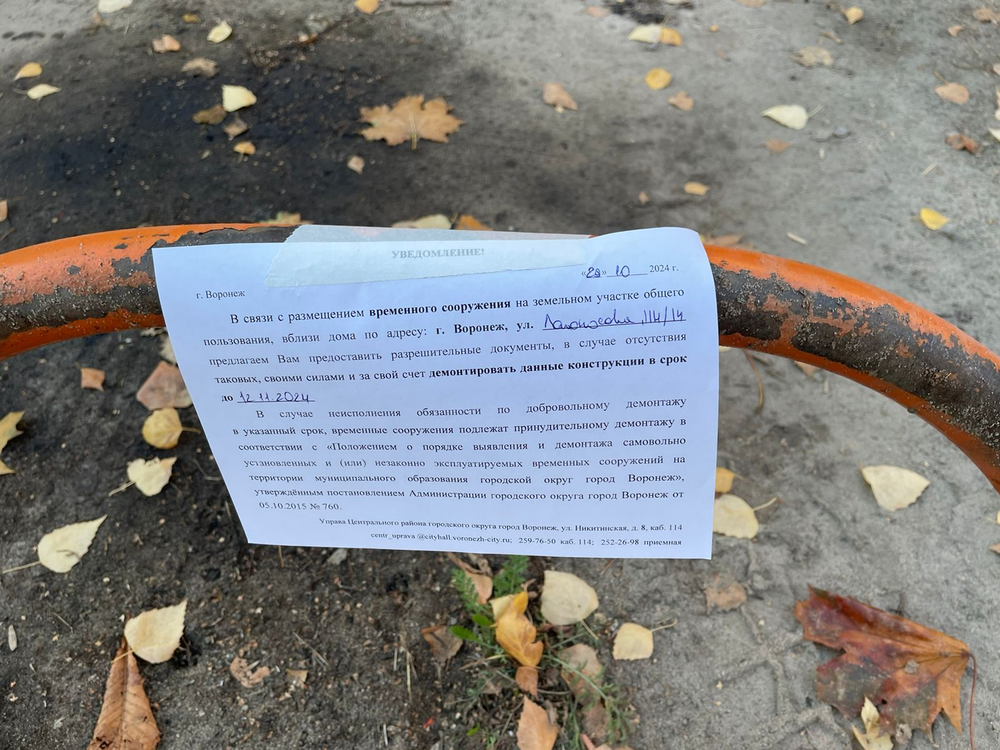 УВЕДОМЛЕНИЕ!
«29» 10 2024 г.
г. Воронеж
В связи с размещением временного сооружения на земельном участке общего
пользования, вблизи дома по адресу: г. Воронеж, ул. 114/14
предлагаем Вам предоставить разрешительные документы, в случае отсутствия
таковых, своими силами и за свой счет демонтировать данные конструкции в срок
до 12.11.2024
В случае неисполнения обязанности по добровольному демонтажу
в указанный срок, временные сооружения подлежат принудительному демонтажу в
соответствии с «Положением о порядке выявления и демонтажа самовольно
установленных и (или) незаконно эксплуатируемых временных сооружений на
территории муниципального образования городской округ город Воронеж»,
утверждённым постановлением Администрации городского округа город Воронеж от
05.10.2015 № 760.
Управа Центрального района городского округа город Воронеж, ул. Никитинская, д. 8, каб. 114
centr_uprava @cityhall.voronezh-city.ru; 259-76-50 каб. 114; 252-26-98 приемная